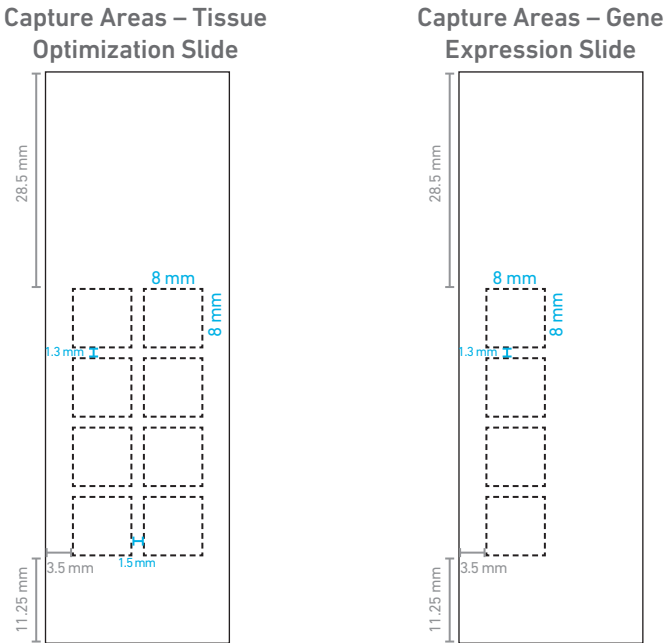 Capture Areas – Tissue
Optimization Slide
28.5 mm
8 mm
8 mm
1.3 mm
1.5 mm
3.5 mm
11.25 mm
Capture Areas – Gene
Expression Slide
28.5 mm
8 mm
8 mm
1.3 mm
3.5 mm
11.25 mm